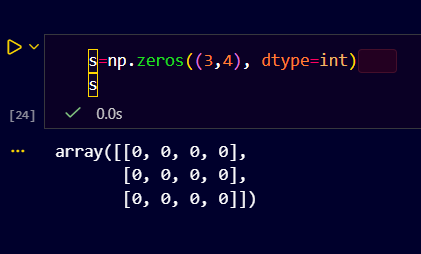 s=np.zeros((3,4), dtype=int)
s
[24]
0.0s
array([[0, 0, 0, 0],
       [0, 0, 0, 0],
       [0, 0, 0, 0]])